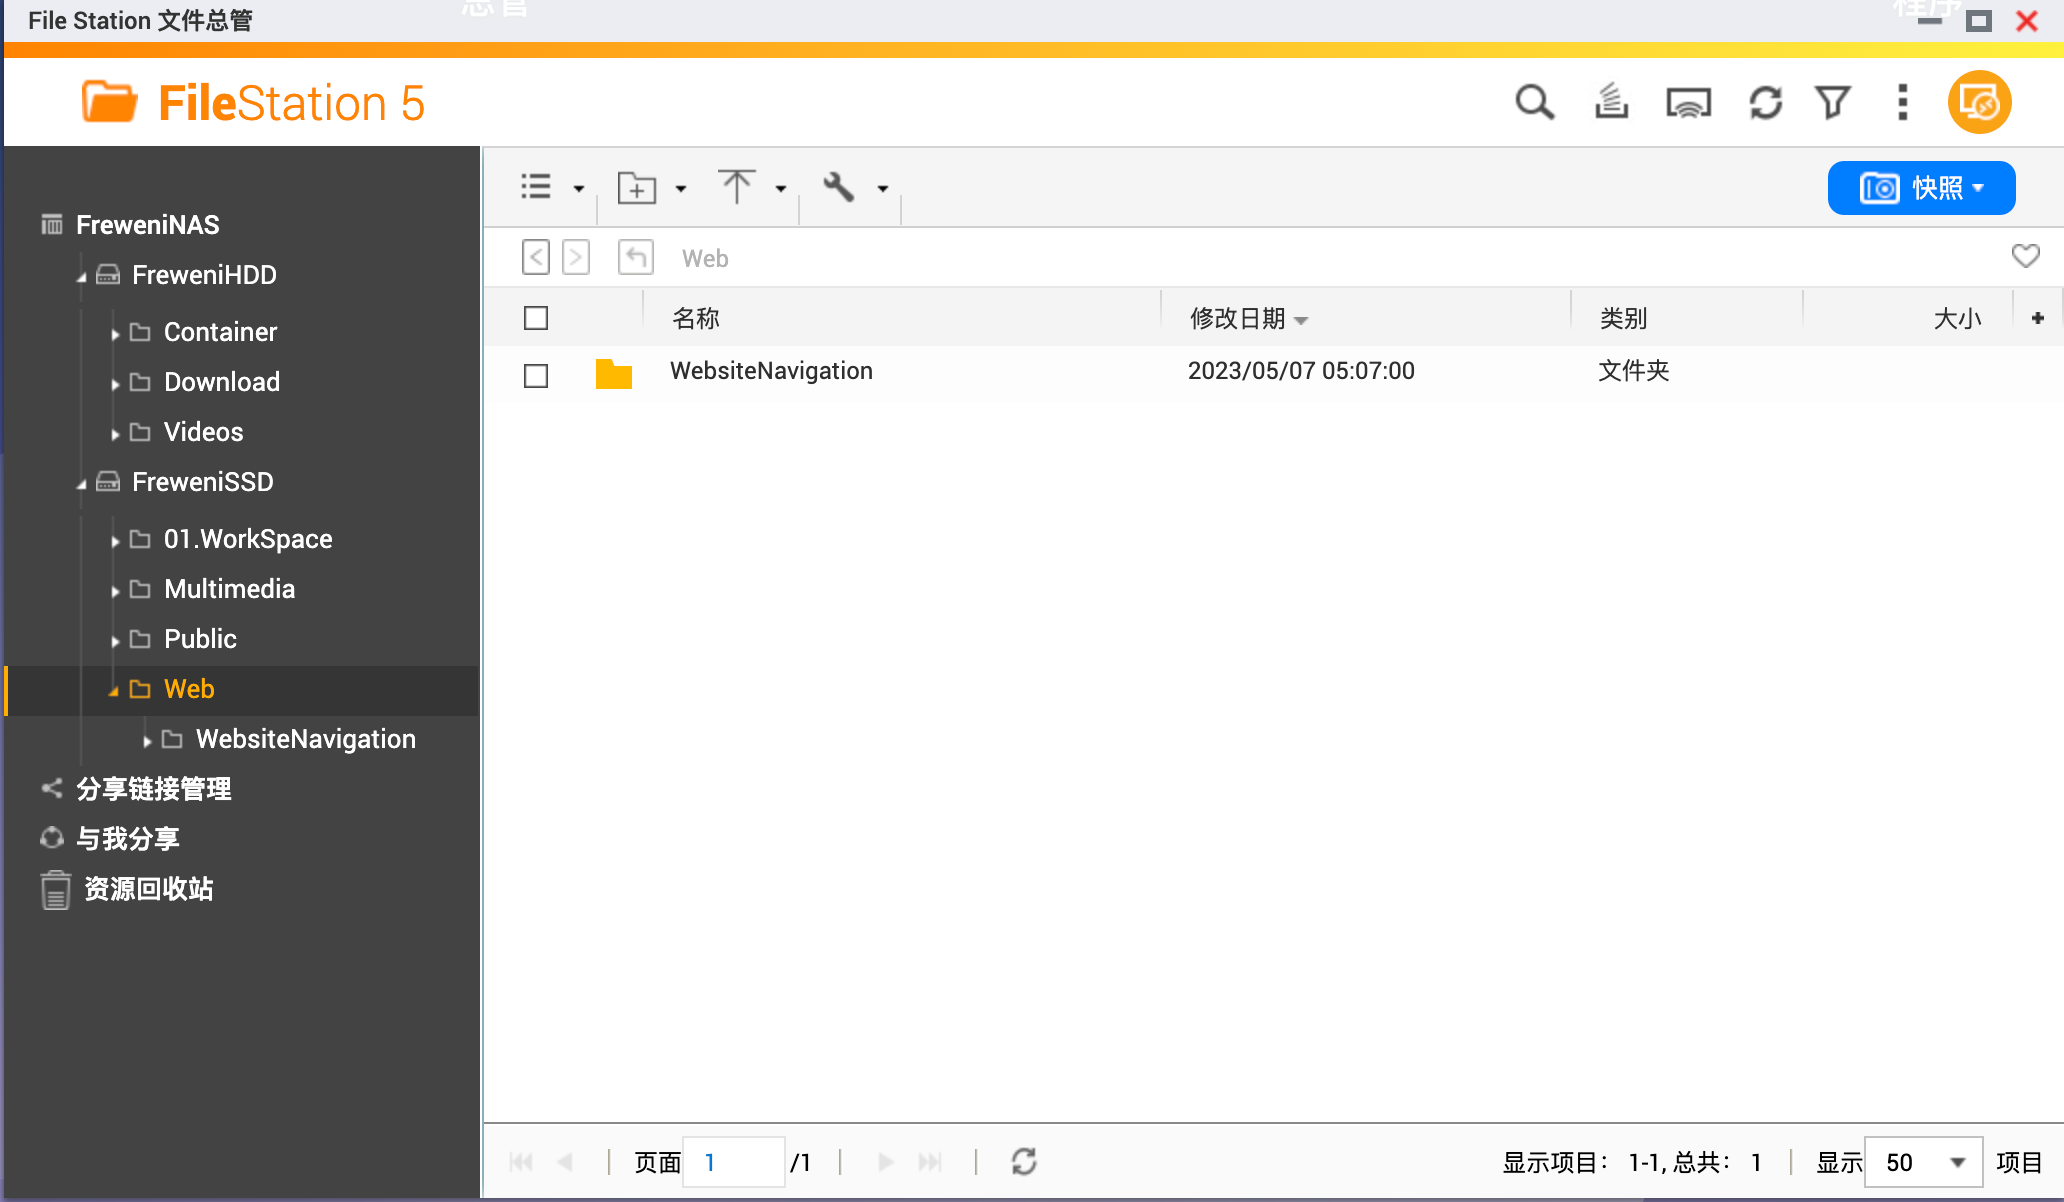 总管
程序
File Station 文件总管
FileStation 5
快照
FreweniNAS
FreweniHDD
Container
Download
Videos
FreweniSSD
01.WorkSpace
Multimedia
Public
Web
WebsiteNavigation
分享链接管理
与我分享
资源回收站
Web
名称 修改日期 类别 大小
WebsiteNavigation 2023/05/07 05:07:00 文件夹
页面 1 /1 显示项目： 1-1, 总共： 1 显示 50 项目